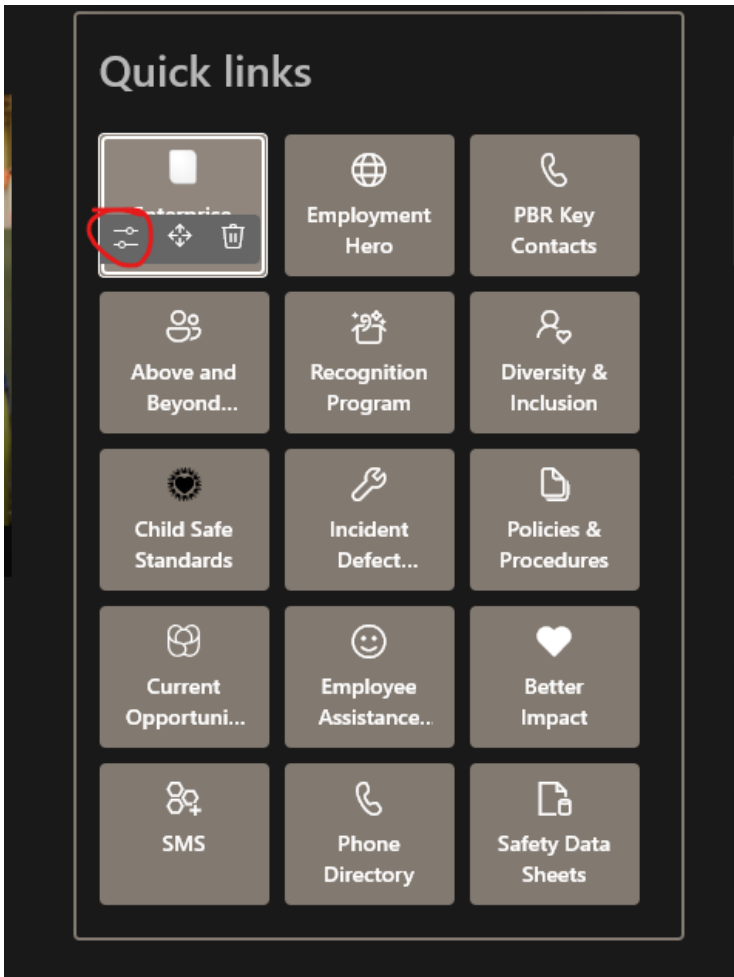 Quick links
Enterprise
Employment
Hero
PBR Key
Contacts
Above and
Beyond...
Recognition
Program
Diversity &
Inclusion
Child Safe
Standards
Incident
Defect...
Policies &
Procedures
Current
Opportuni...
Employee
Assistance...
Better
Impact
SMS
Phone
Directory
Safety Data
Sheets